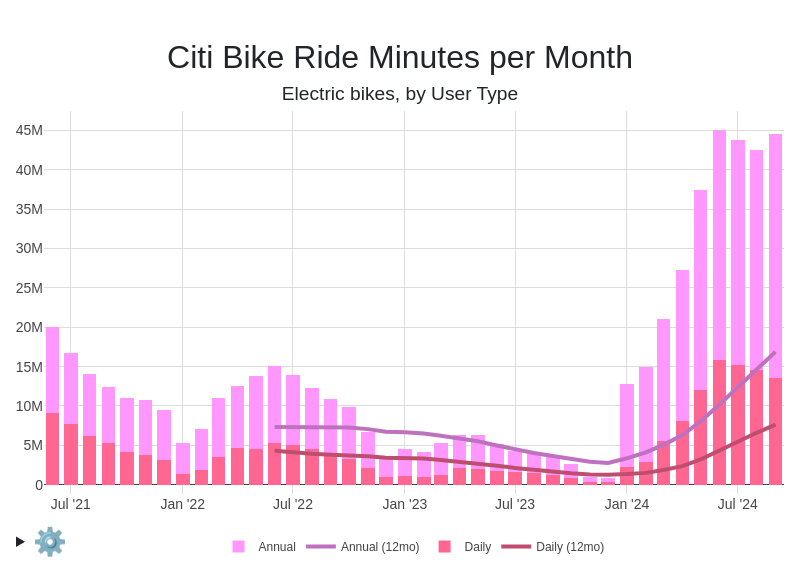 Citi Bike Ride Minutes per Month
Electric bikes, by User Type
45M
40M
35M
30M
25M
20M
15M
10M
5M
0
Jul '21 Jan '22 Jul '22 Jan '23 Jul '23 Jan '24 Jul '24
Annual Annual (12mo) Daily Daily (12mo)